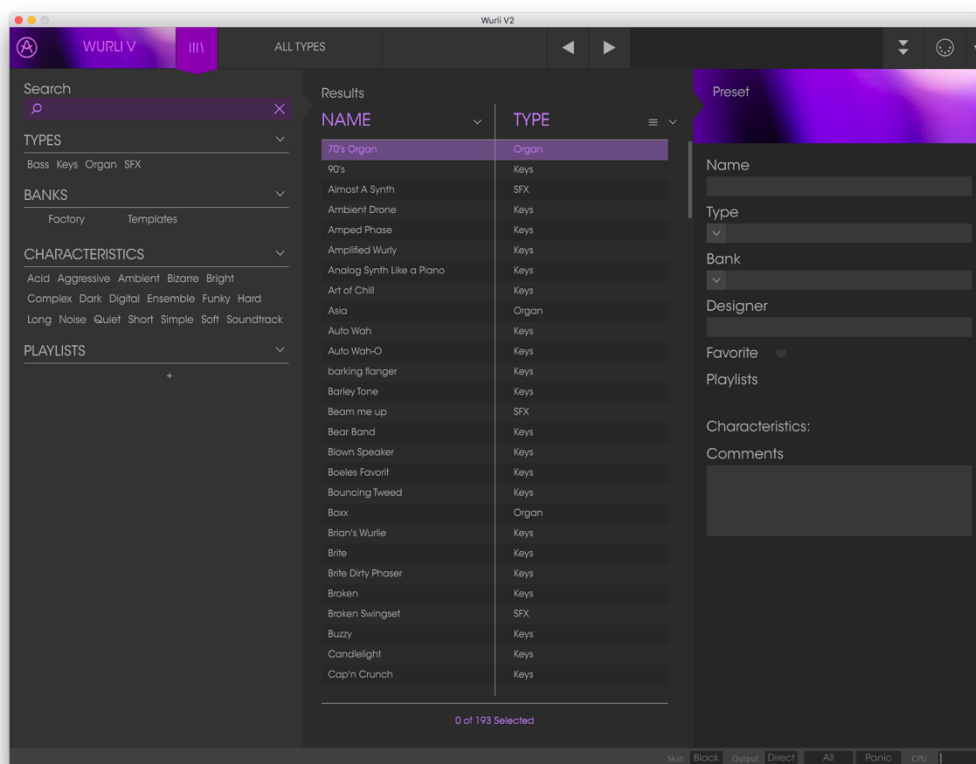 Wurli V2
WURLI V
ALL TYPES
Search
TYPES
Bass Keys Organ SFX
BANKS
Factory Templates
CHARACTERISTICS
Acid Aggressive Ambient Bizarre Bright
Complex Dark Digital Ensemble Funky Hard
Long Noise Quiet Short Simple Soft Soundtrack
PLAYLISTS
+
Results
NAME TYPE
70's Organ Organ
90's Keys
Almost A Synth SFX
Ambient Drone Keys
Amped Phase Keys
Amplified Wurly Keys
Analog Synth Like a Piano Keys
Art of Chill Keys
Asia Organ
Auto Wah Keys
Auto Wah-O Keys
barking flanger Keys
Barley Tone Keys
Beam me up SFX
Bear Band Keys
Blown Speaker Keys
Boeles Favorit Keys
Bouncing Tweed Keys
Boxx Organ
Brian's Wurlie Keys
Brite Keys
Brite Dirty Phaser Keys
Broken Keys
Broken Swingset SFX
Buzzy Keys
Candlelight Keys
Cap'n Crunch Keys
0 of 193 Selected
Preset
Name
Type
Bank
Designer
Favorite
Playlists
Characteristics:
Comments
Skin Black Output Direct All Panic CPU